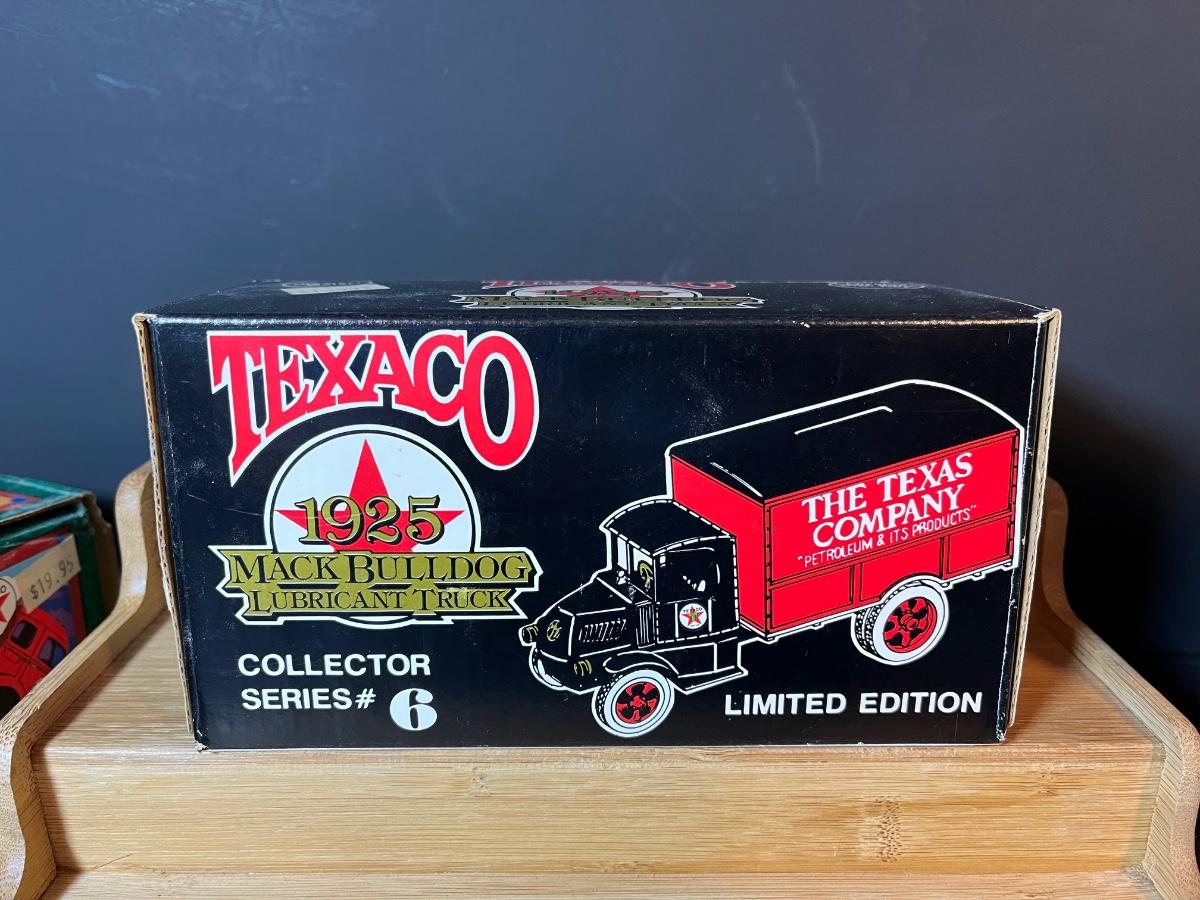 TEXACO
1925
MACK BULLDOG
LUBRICANT TRUCK
COLLECTOR
SERIES# 6
THE TEXAS
COMPANY
"PETROLEUM & ITS PRODUCTS"
LIMITED EDITION
$19.95